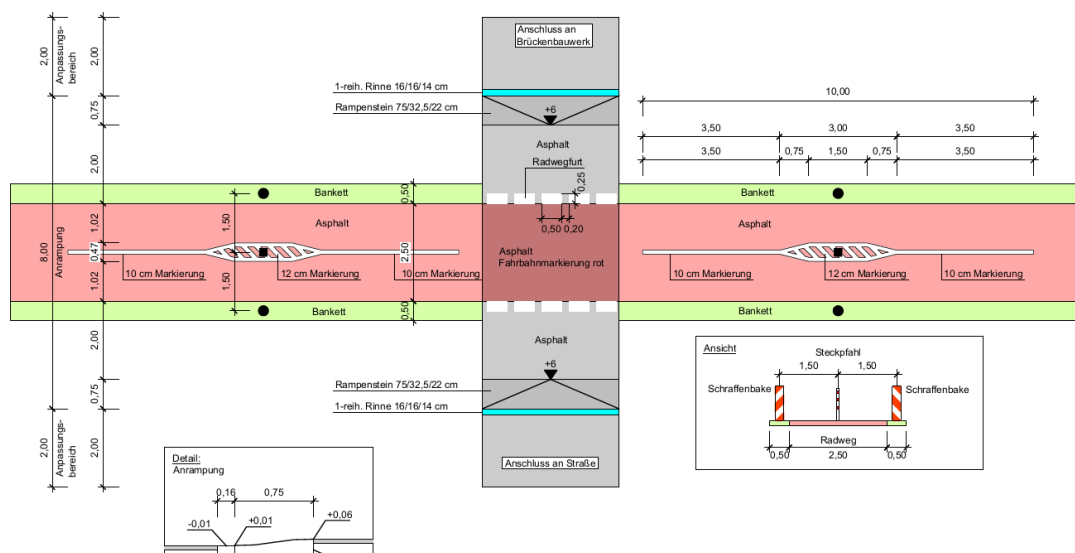 Anschluss an
Brückenbauwerk
2,00
Anpassungs-
bereich
2,00
1-reih. Rinne 16/16/14 cm
Rampenstein 75/32,5/22 cm
0,75
+6
10,00
3,50
3,00
3,50
3,50
0,75
1,50
0,75
3,50
2,00
Asphalt
Radwegfurt
0,25
Bankett
0,50
Bankett
8,00
Anrampung
1,02
0,47
1,02
1,50
1,50
Asphalt
2,50
0,50
0,20
Asphalt
Asphalt
Fahrbahnmarkierung rot
10 cm Markierung
12 cm Markierung
10 cm Markierung
10 cm Markierung
12 cm Markierung
10 cm Markierung
Bankett
0,50
Bankett
2,00
Asphalt
+6
0,75
Rampenstein 75/32,5/22 cm
1-reih. Rinne 16/16/14 cm
2,00
Anpassungs-
bereich
2,00
Anschluss an Straße
Ansicht
Steckpfahl
1,50
1,50
Schraffenbake
Schraffenbake
Radweg
0,50
2,50
0,50
Detail:
Anrampung
0,16
0,75
-0,01
+0,01
+0,06